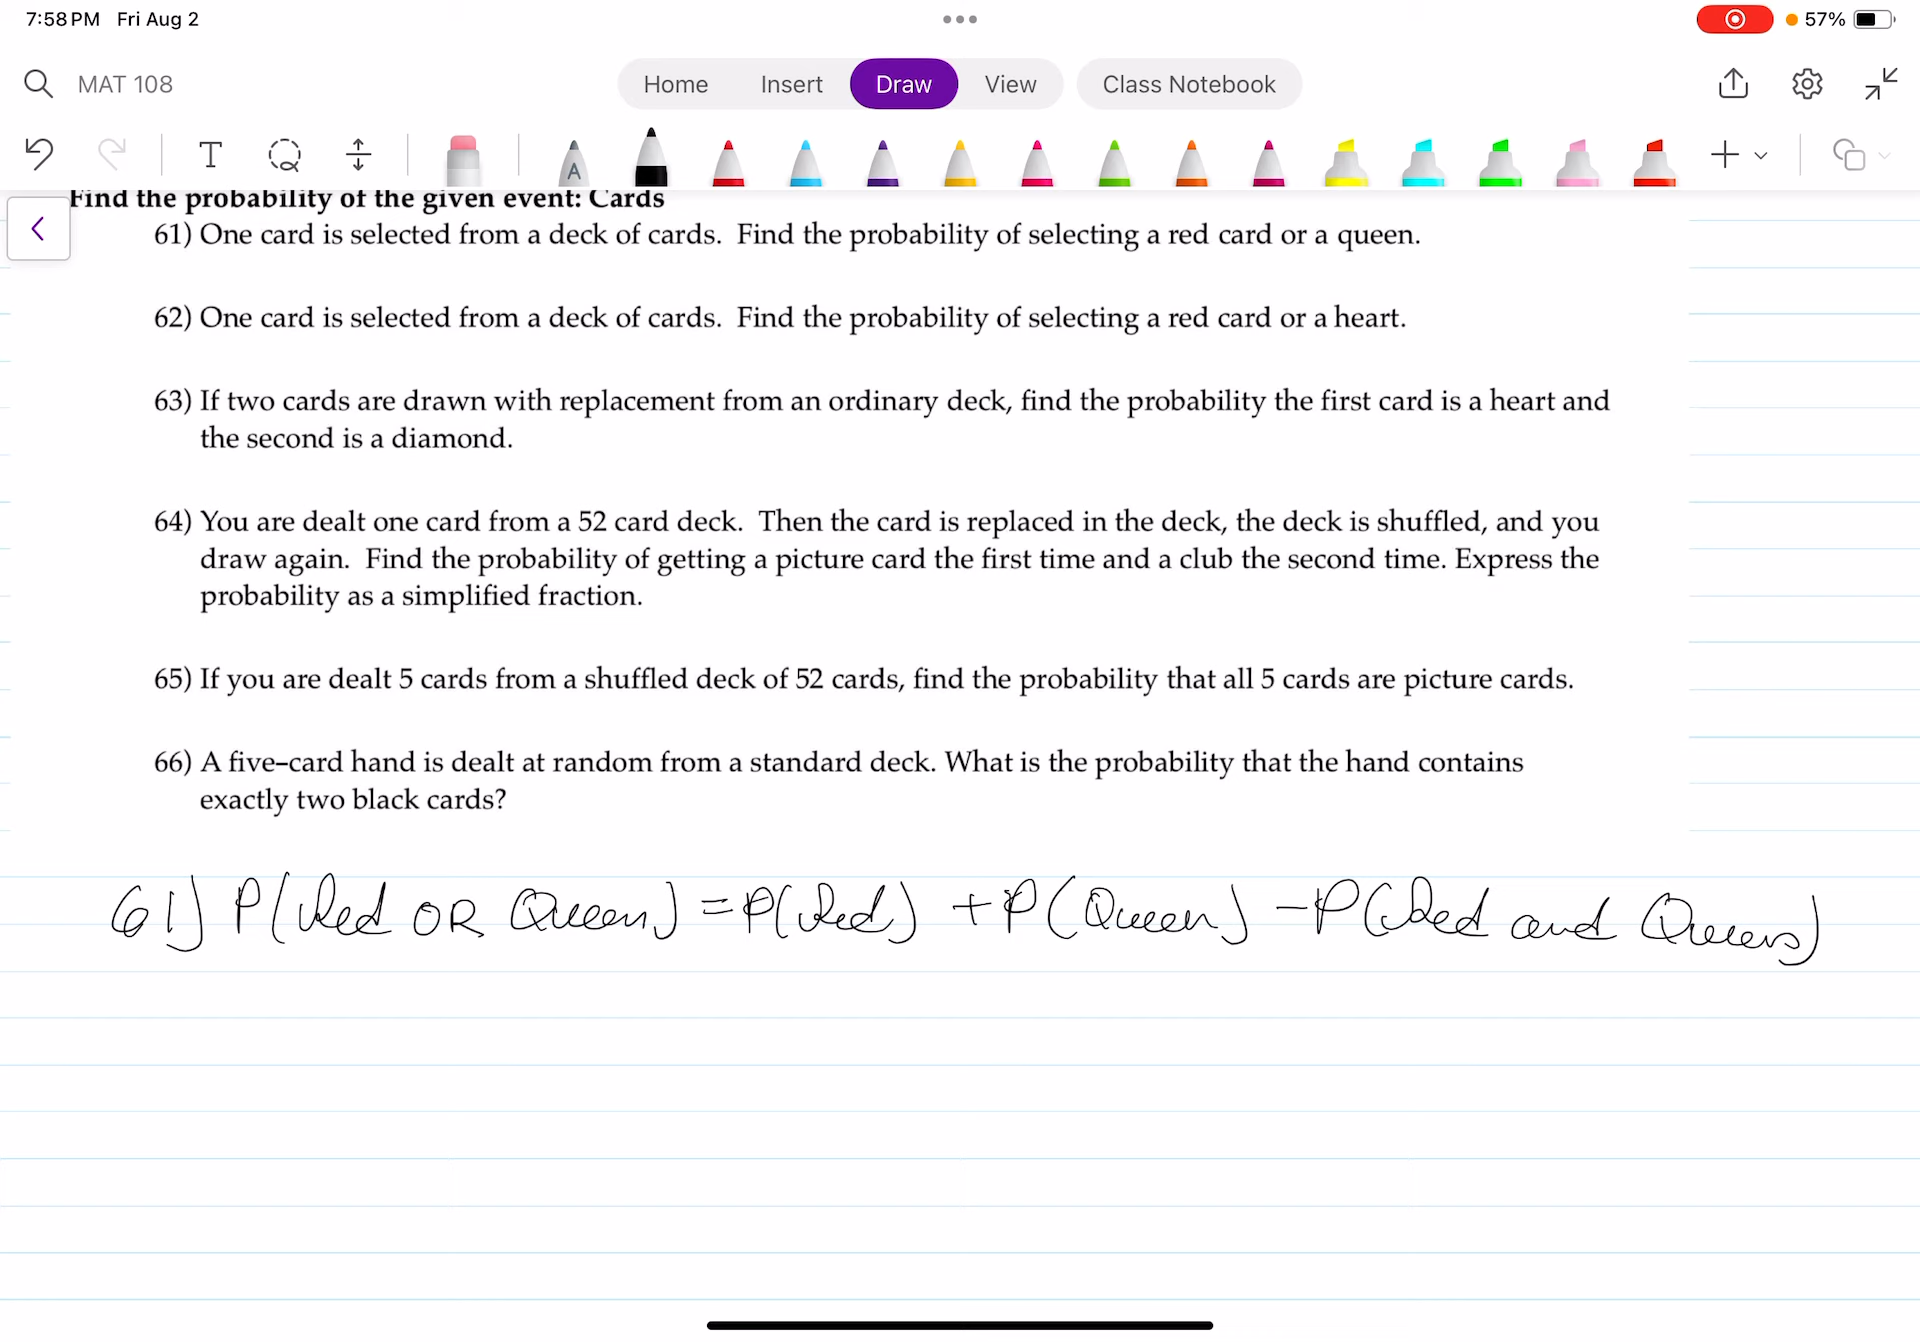 7:58 PM Fri Aug 2 57%
MAT 108 Home Insert Draw View Class Notebook
T A
Find the probability of the given event: Cards
61) One card is selected from a deck of cards. Find the probability of selecting a red card or a queen.
62) One card is selected from a deck of cards. Find the probability of selecting a red card or a heart.
63) If two cards are drawn with replacement from an ordinary deck, find the probability the first card is a heart and
the second is a diamond.
64) You are dealt one card from a 52 card deck. Then the card is replaced in the deck, the deck is shuffled, and you
draw again. Find the probability of getting a picture card the first time and a club the second time. Express the
probability as a simplified fraction.
65) If you are dealt 5 cards from a shuffled deck of 52 cards, find the probability that all 5 cards are picture cards.
66) A five-card hand is dealt at random from a standard deck. What is the probability that the hand contains
exactly two black cards?
61) P(Red OR Queen) = P(Red) + P(Queen) - P(Red and Queens)